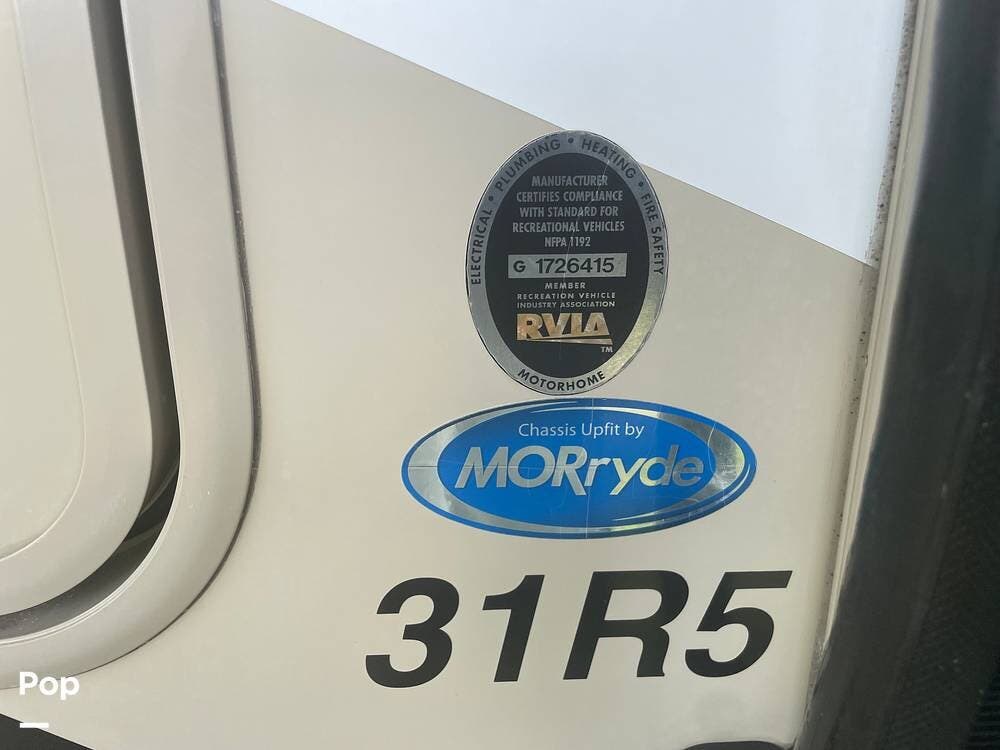 ELECTRICAL • PLUMBING • HEATING • FIRE SAFETY
MANUFACTURER
CERTIFIES COMPLIANCE
WITH STANDARD FOR
RECREATIONAL VEHICLES
NFPA 1192
G 1726415
MEMBER
RECREATION VEHICLE
INDUSTRY ASSOCIATION
RVIA
TM
MOTORHOME
Chassis Upfit by
MORryde
31R5
Pop